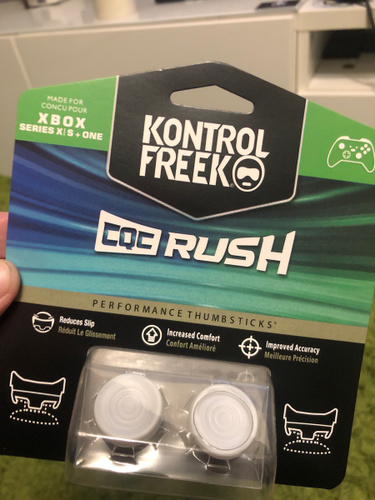 MADE FOR
CONÇU POUR
XBOX
SERIES X|S + ONE
KONTROL
FREEK
CQC RUSH
PERFORMANCE THUMBSTICKS
Reduces Slip
Réduit Le Glissement
Increased Comfort
Confort Amélioré
Improved Accuracy
Meilleure Précision